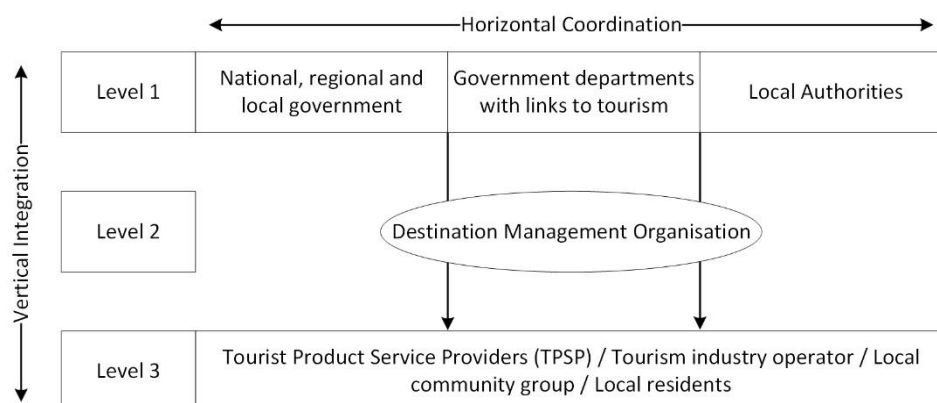 Horizontal Coordination
Vertical Integration
Level 1
National, regional and
local government
Government departments
with links to tourism
Local Authorities
Level 2
Destination Management Organisation
Level 3
Tourist Product Service Providers (TPSP) / Tourism industry operator / Local
community group / Local residents